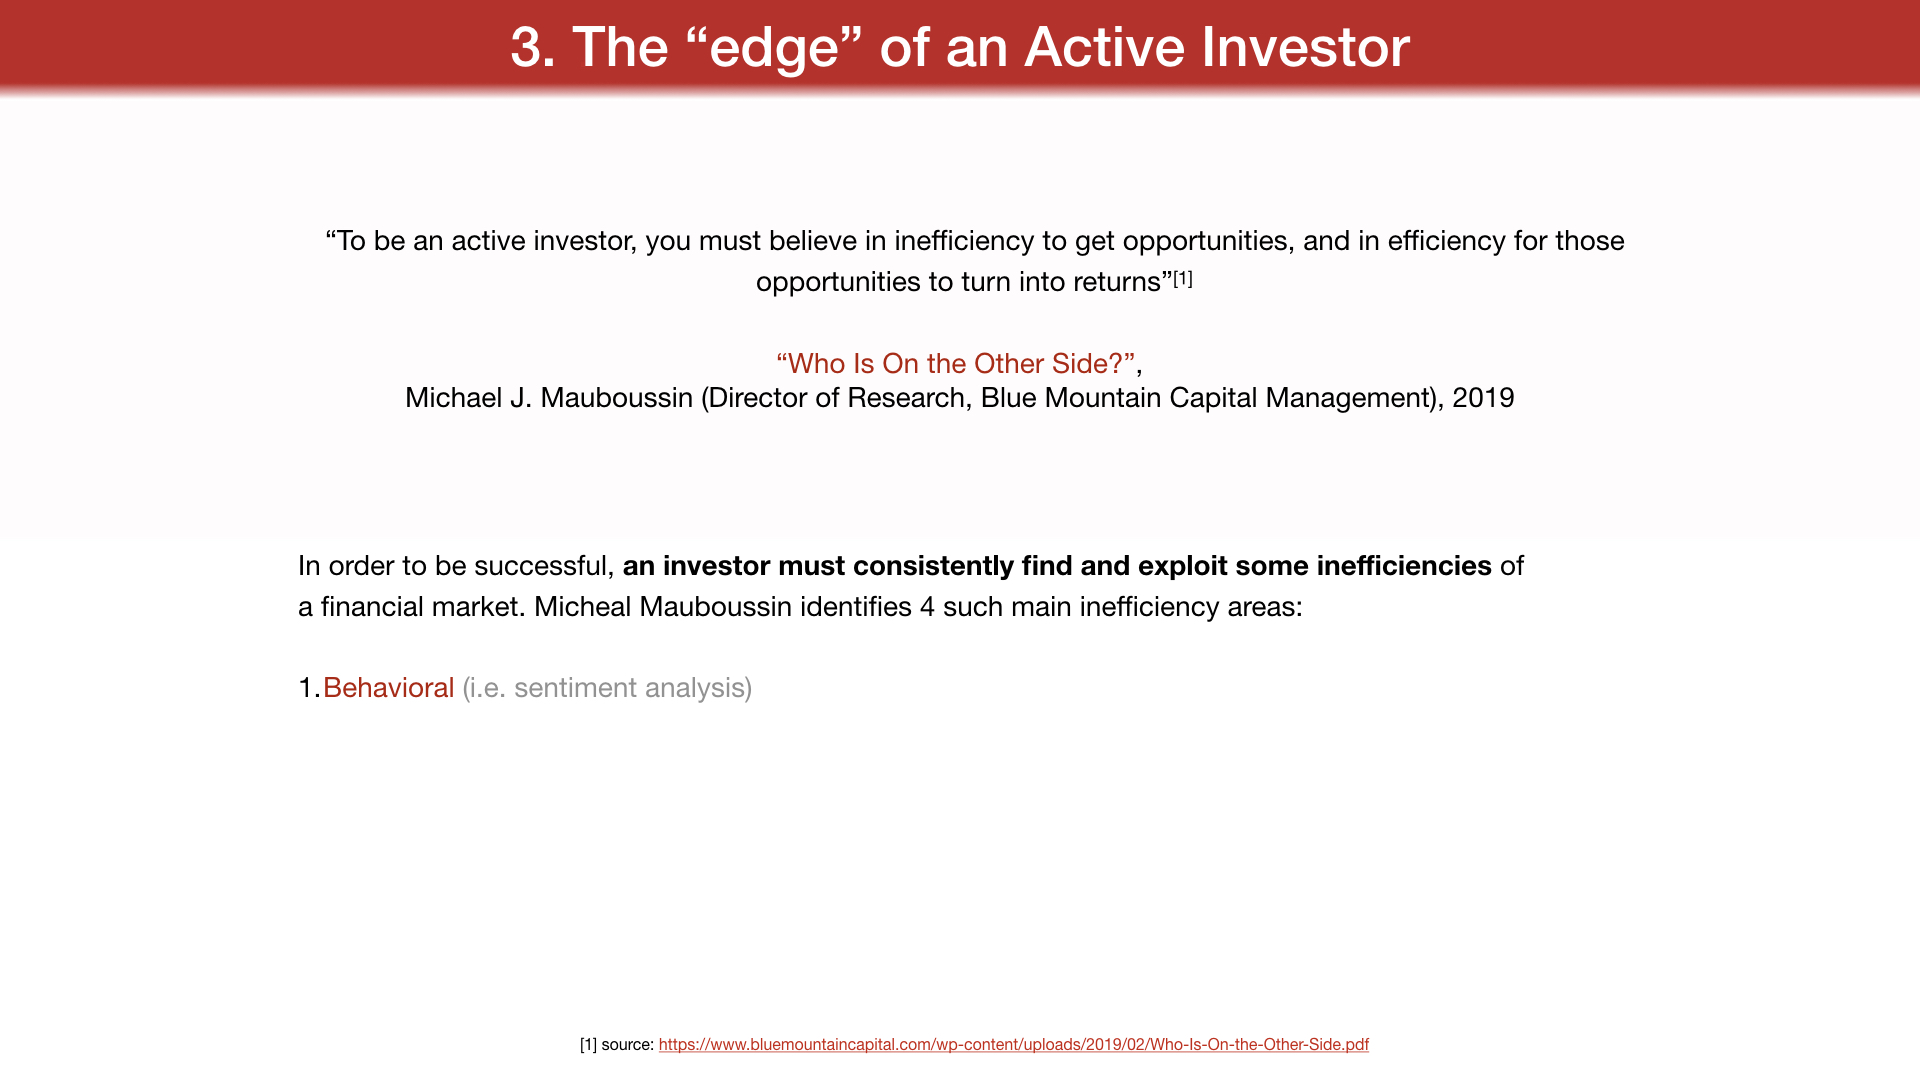 3. The “edge” of an Active Investor
“To be an active investor, you must believe in inefficiency to get opportunities, and in efficiency for those
opportunities to turn into returns”[1]
“Who Is On the Other Side?”,
Michael J. Mauboussin (Director of Research, Blue Mountain Capital Management), 2019
In order to be successful, an investor must consistently find and exploit some inefficiencies of
a financial market. Micheal Mauboussin identifies 4 such main inefficiency areas:
1. Behavioral (i.e. sentiment analysis)
[1] source: https://www.bluemountaincapital.com/wp-content/uploads/2019/02/Who-Is-On-the-Other-Side.pdf